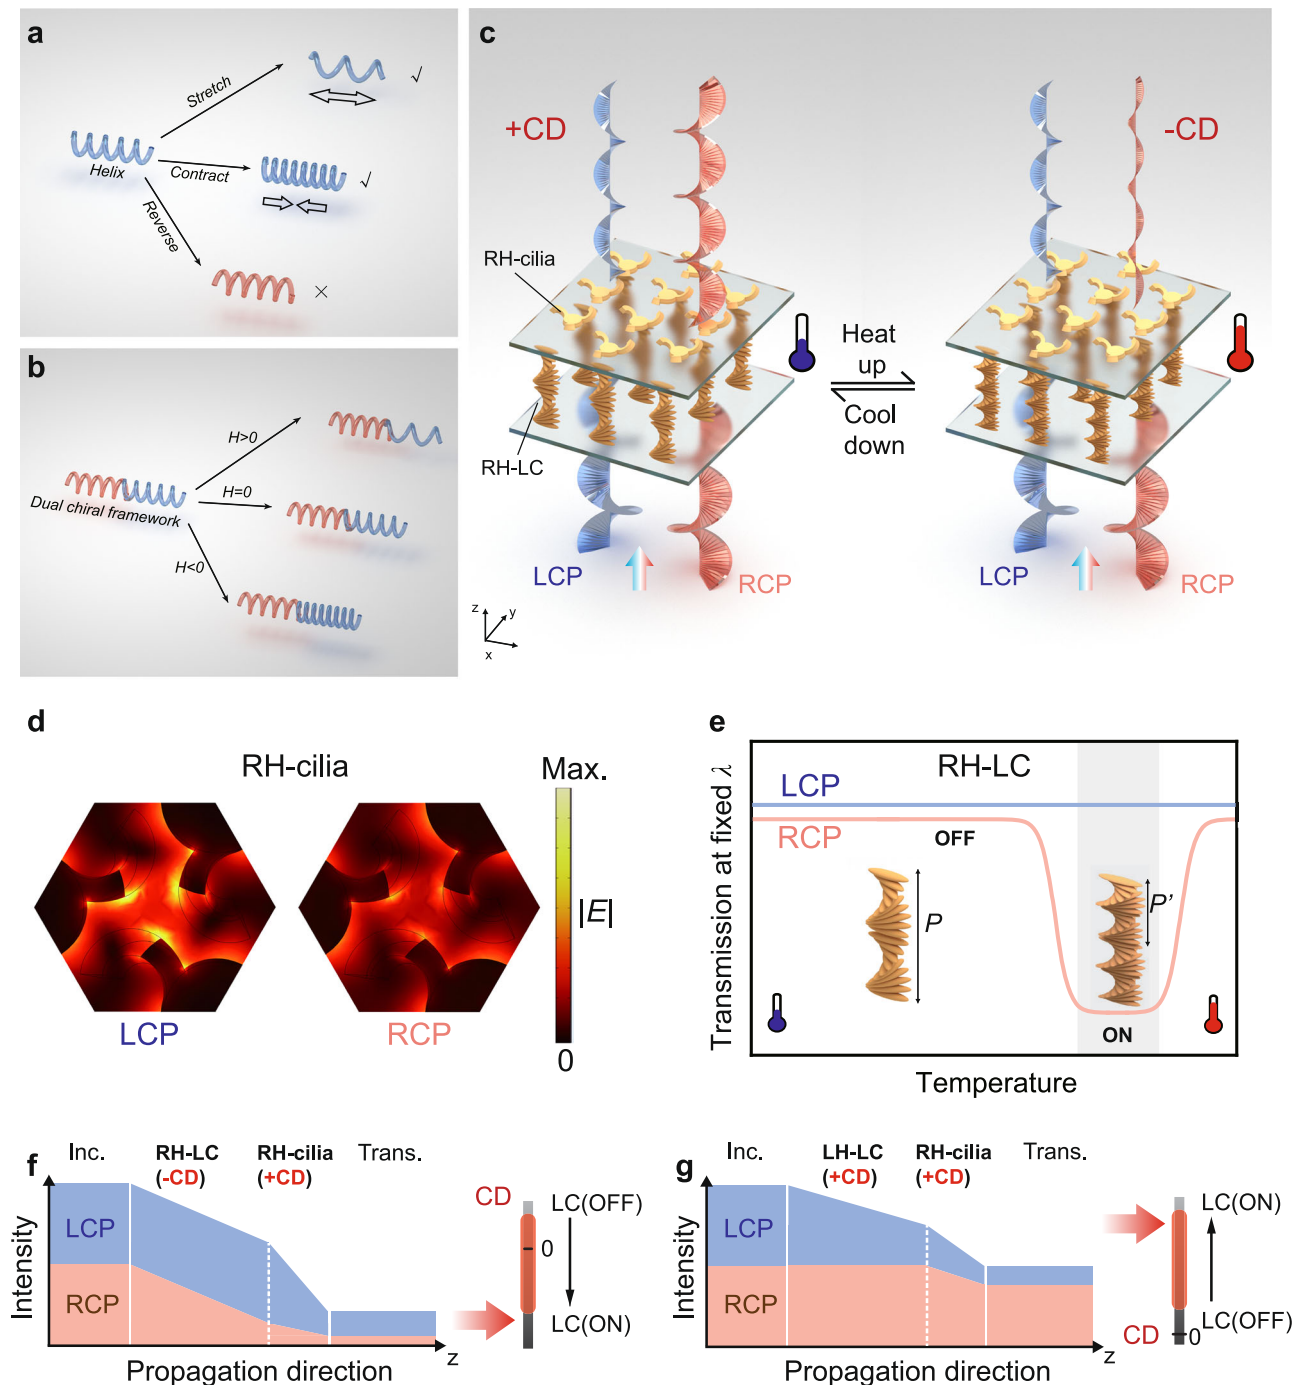 a
Stretch
Helix
Contract
Reverse
√
√
×
b
H>0
H=0
Dual chiral framework
H<0
c
+CD
-CD
RH-cilia
RH-LC
Heat
up
Cool
down
LCP
RCP
LCP
RCP
z
y
x
d
RH-cilia
Max.
|E|
0
LCP
RCP
e
RH-LC
LCP
RCP
OFF
P
P'
ON
Transmission at fixed λ
Temperature
f
Inc.
RH-LC
(-CD)
RH-cilia
(+CD)
Trans.
LCP
RCP
Intensity
Propagation direction
z
CD
LC(OFF)
0
LC(ON)
g
Inc.
LH-LC
(+CD)
RH-cilia
(+CD)
Trans.
LCP
RCP
Intensity
Propagation direction
z
LC(ON)
LC(OFF)
CD
0